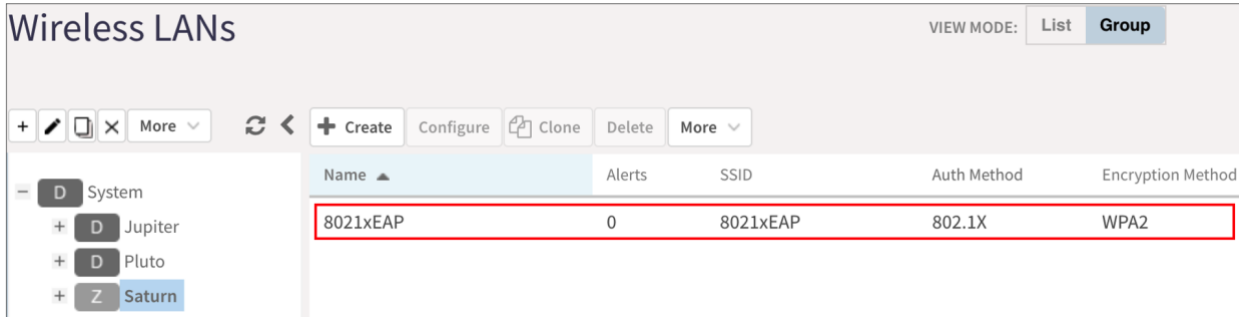 Wireless LANs
VIEW MODE: List Group
More
Create Configure Clone Delete More
Name Alerts SSID Auth Method Encryption Method
8021xEAP 0 8021xEAP 802.1X WPA2
D System
D Jupiter
D Pluto
Z Saturn